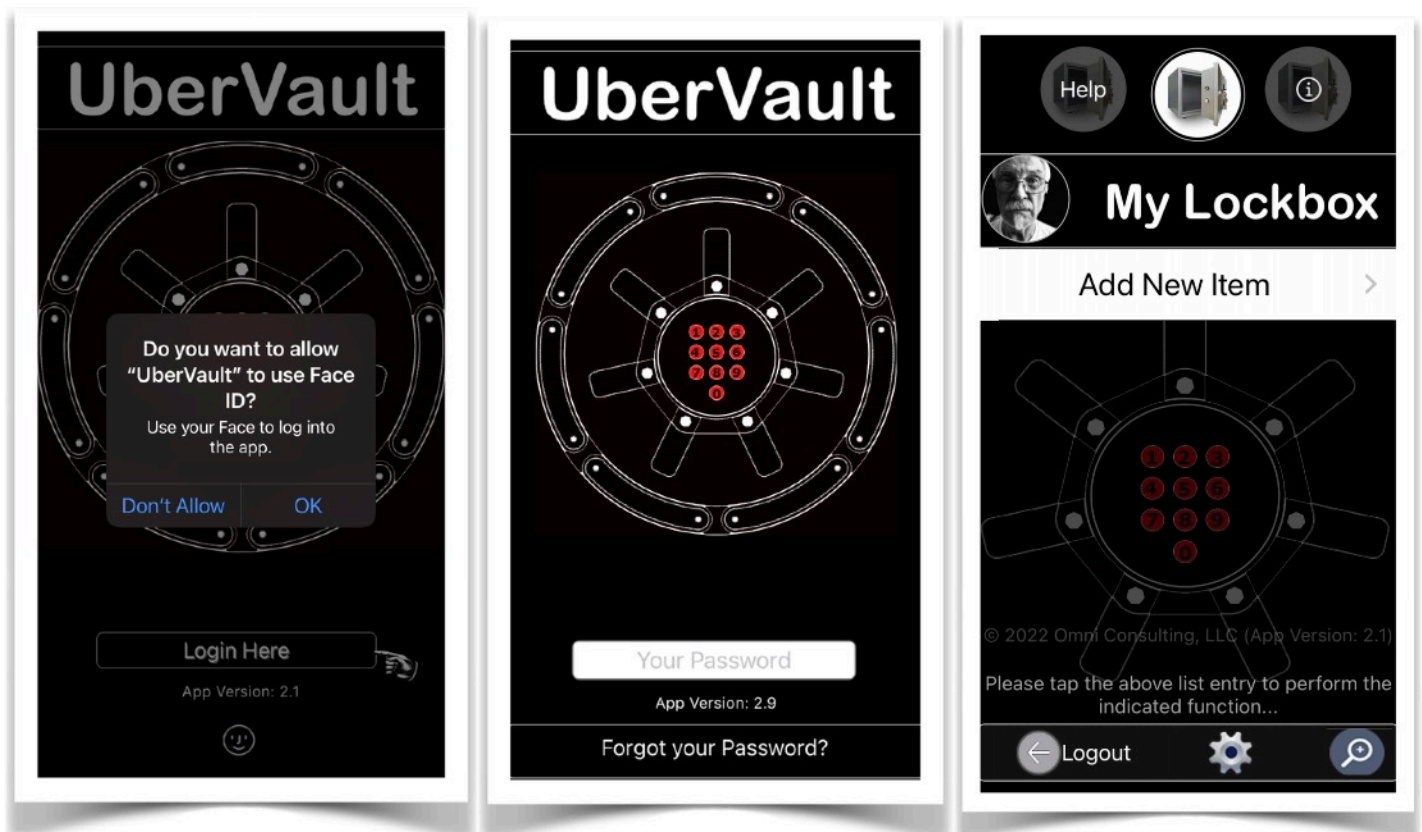 UberVault
Do you want to allow
“UberVault” to use Face
ID?
Use your Face to log into
the app.
Don’t Allow
OK
Login Here
App Version: 2.1
UberVault
1 2 3
4 5 6
7 8 9
0
Your Password
App Version: 2.9
Forgot your Password?
Help
My Lockbox
Add New Item
1 2 3
4 5 6
7 8 9
0
© 2022 Omni Consulting, LLC (App Version: 2.1)
Please tap the above list entry to perform the
indicated function...
Logout